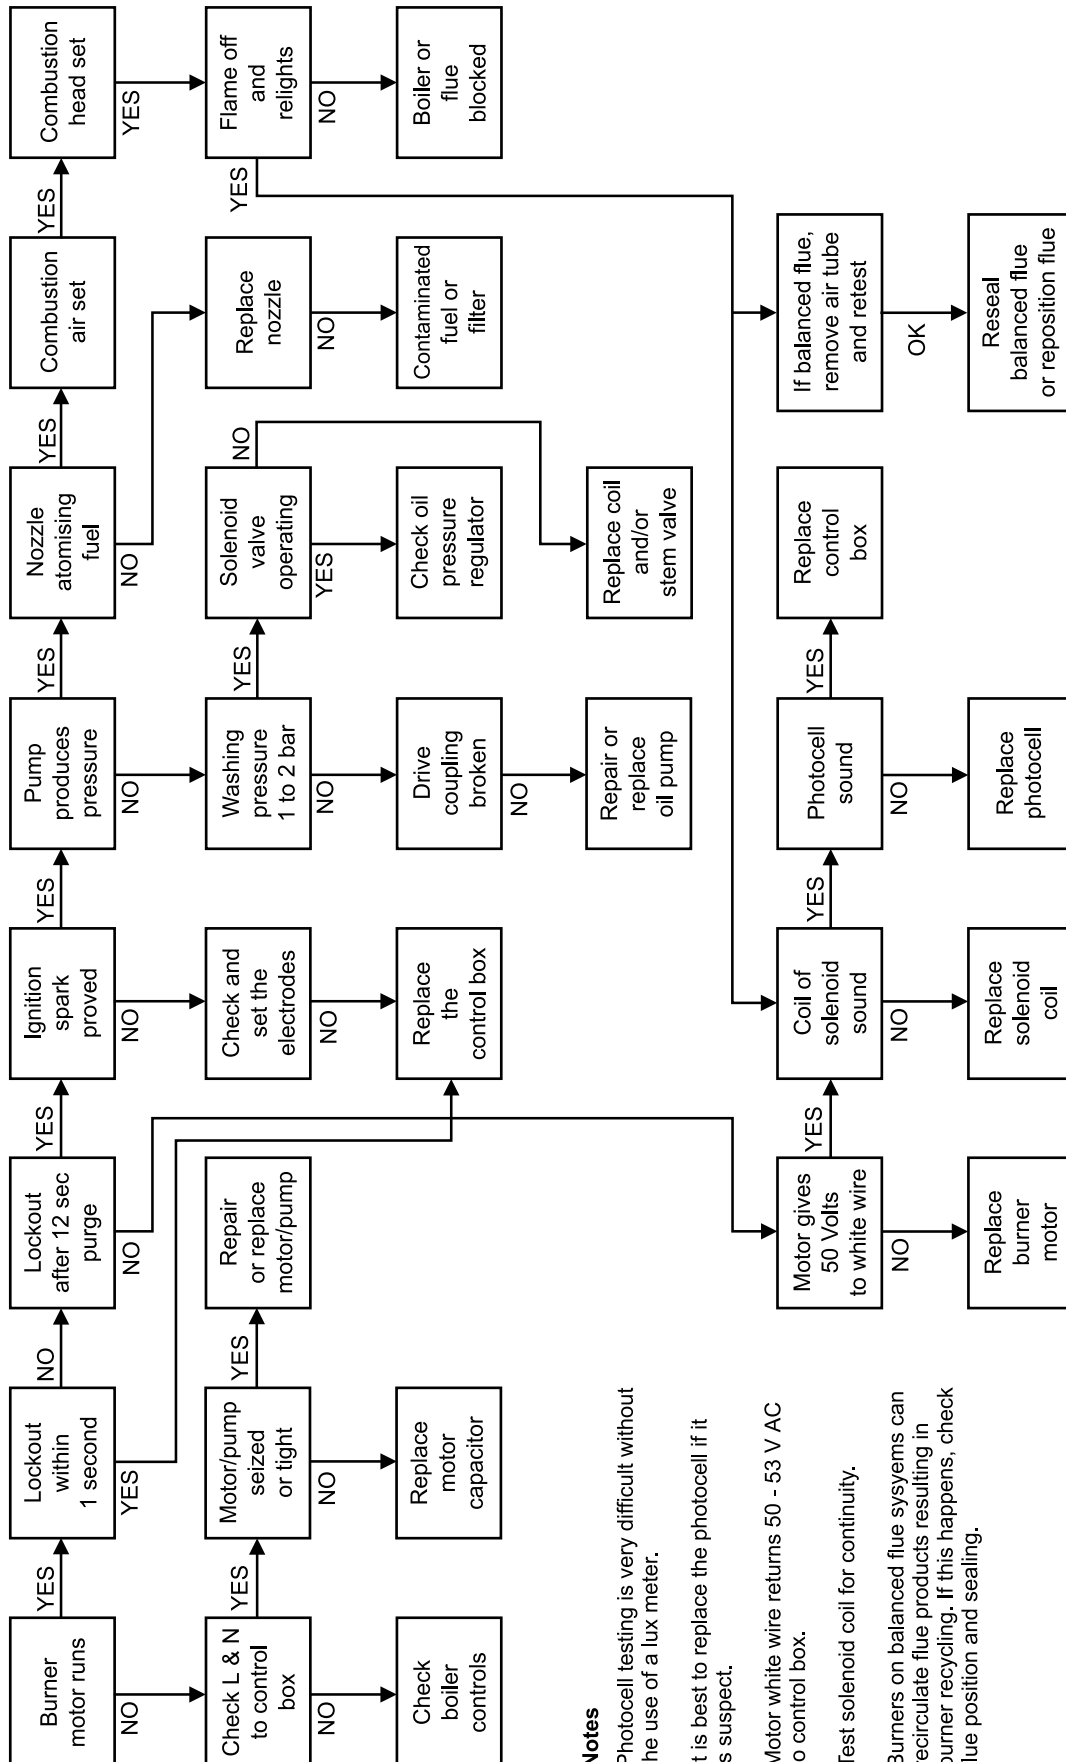 Burner
motor runs
YES
NO
Lockout
within
1 second
NO
YES
Lockout
after 12 sec
purge
YES
NO
Ignition
spark
proved
YES
NO
Pump
produces
pressure
YES
NO
Nozzle
atomising
fuel
YES
NO
Combustion
air set
YES
Combustion
head set
YES
Check L & N
to control
box
YES
NO
Motor/pump
seized
or tight
YES
NO
Repair
or replace
motor/pump
Check and
set the
electrodes
NO
Washing
pressure
1 to 2 bar
YES
NO
Solenoid
valve
operating
NO
YES
Replace
nozzle
NO
Flame off
and
relights
YES
NO
Check
boiler
controls
Replace
motor
capacitor
Replace
the
control box
Drive
coupling
broken
NO
Check oil
pressure
regulator
Contaminated
fuel or
filter
Boiler or
flue
blocked
Repair or
replace
oil pump
Replace coil
and/or
stem valve
Motor gives
50 Volts
to white wire
YES
NO
Coil of
solenoid
sound
YES
NO
Photocell
sound
YES
NO
Replace
control
box
If balanced flue,
remove air tube
and retest
OK
Replace
burner
motor
Replace
solenoid
coil
Replace
photocell
Reseal
balanced flue
or reposition flue
Notes
Photocell testing is very difficult without
he use of a lux meter.
t is best to replace the photocell if it
s suspect.
Motor white wire returns 50 - 53 V AC
o control box.
Test solenoid coil for continuity.
Burners on balanced flue sysyems can
recirculate flue products resulting in
burner recycling. If this happens, check
lue position and sealing.